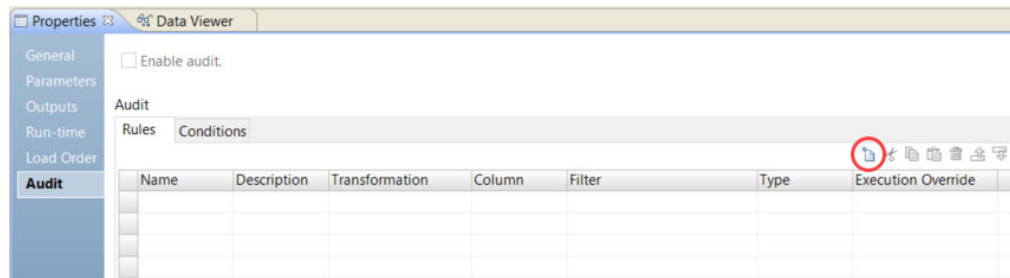 Properties Data Viewer
General
Enable audit.
Parameters
Outputs
Audit
Run-time
Rules Conditions
Load Order
Audit
Name Description Transformation Column Filter Type Execution Override